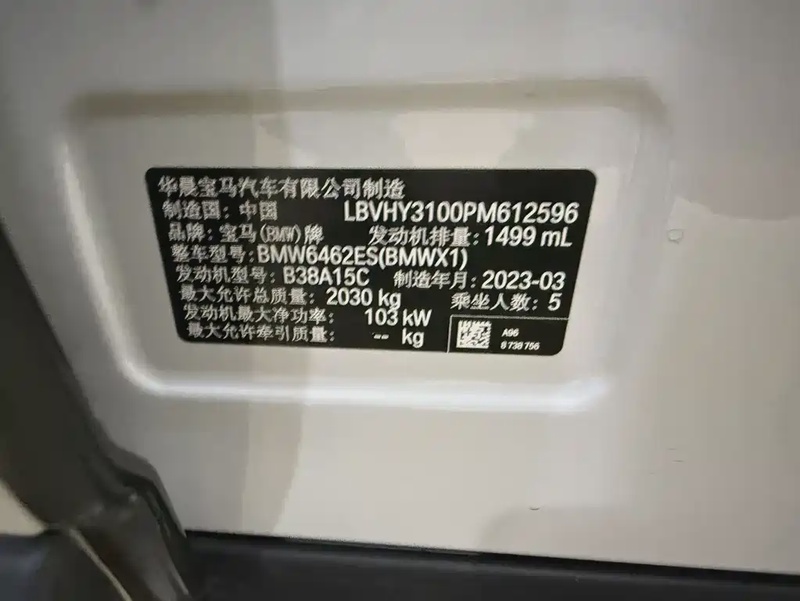 华晨宝马汽车有限公司制造
制造国: 中国 LBVHY3100PM612596
品牌: 宝马(BMW)牌 发动机排量: 1499 mL
整车型号: BMW6462ES(BMWX1)
发动机型号: B38A15C 制造年月: 2023-03
最大允许总质量: 2030 kg 乘坐人数: 5
发动机最大净功率: 103 kW
最大允许牵引质量: -- kg
A96
8 738 756